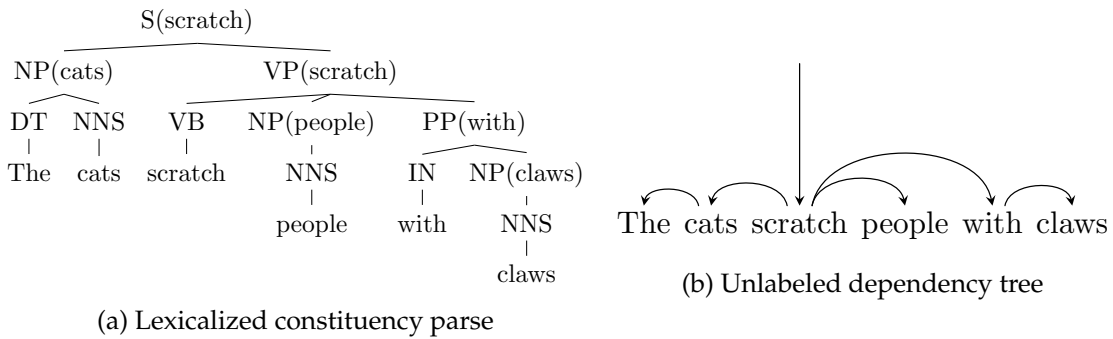 S(scratch)
NP(cats) VP(scratch)
DT NNS VB NP(people) PP(with)
The cats scratch NNS IN NP(claws)
people with NNS
claws
(a) Lexicalized constituency parse
The cats scratch people with claws
(b) Unlabeled dependency tree